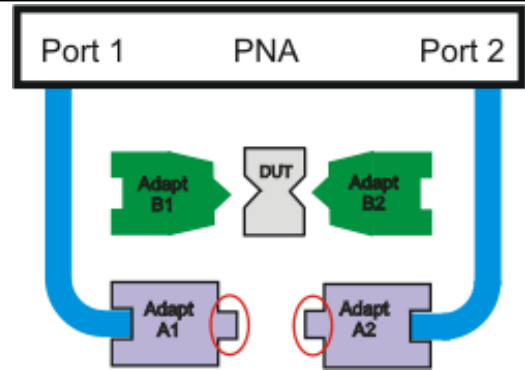 Port 1 PNA Port 2
DUT
Adapt
B1
Adapt
B2
Adapt
A1
Adapt
A2